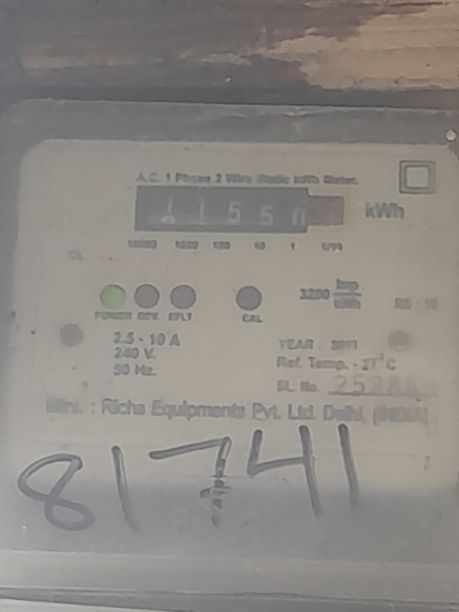 A.C. 1 Phase 2 Wire Static kWh Meter.
1 1 5 5 0 kWh
10000 1000 100 10 1 1/10
CAL
POWER REV. EFLT
3200 Imp/kWh
2.5 - 10 A
240 V.
50 Hz.
YEAR 2011
Ref. Temp. - 27°C
SL. No.
Mfrs. : Richa Equipments Pvt. Ltd. Delhi, (INDIA)
81741